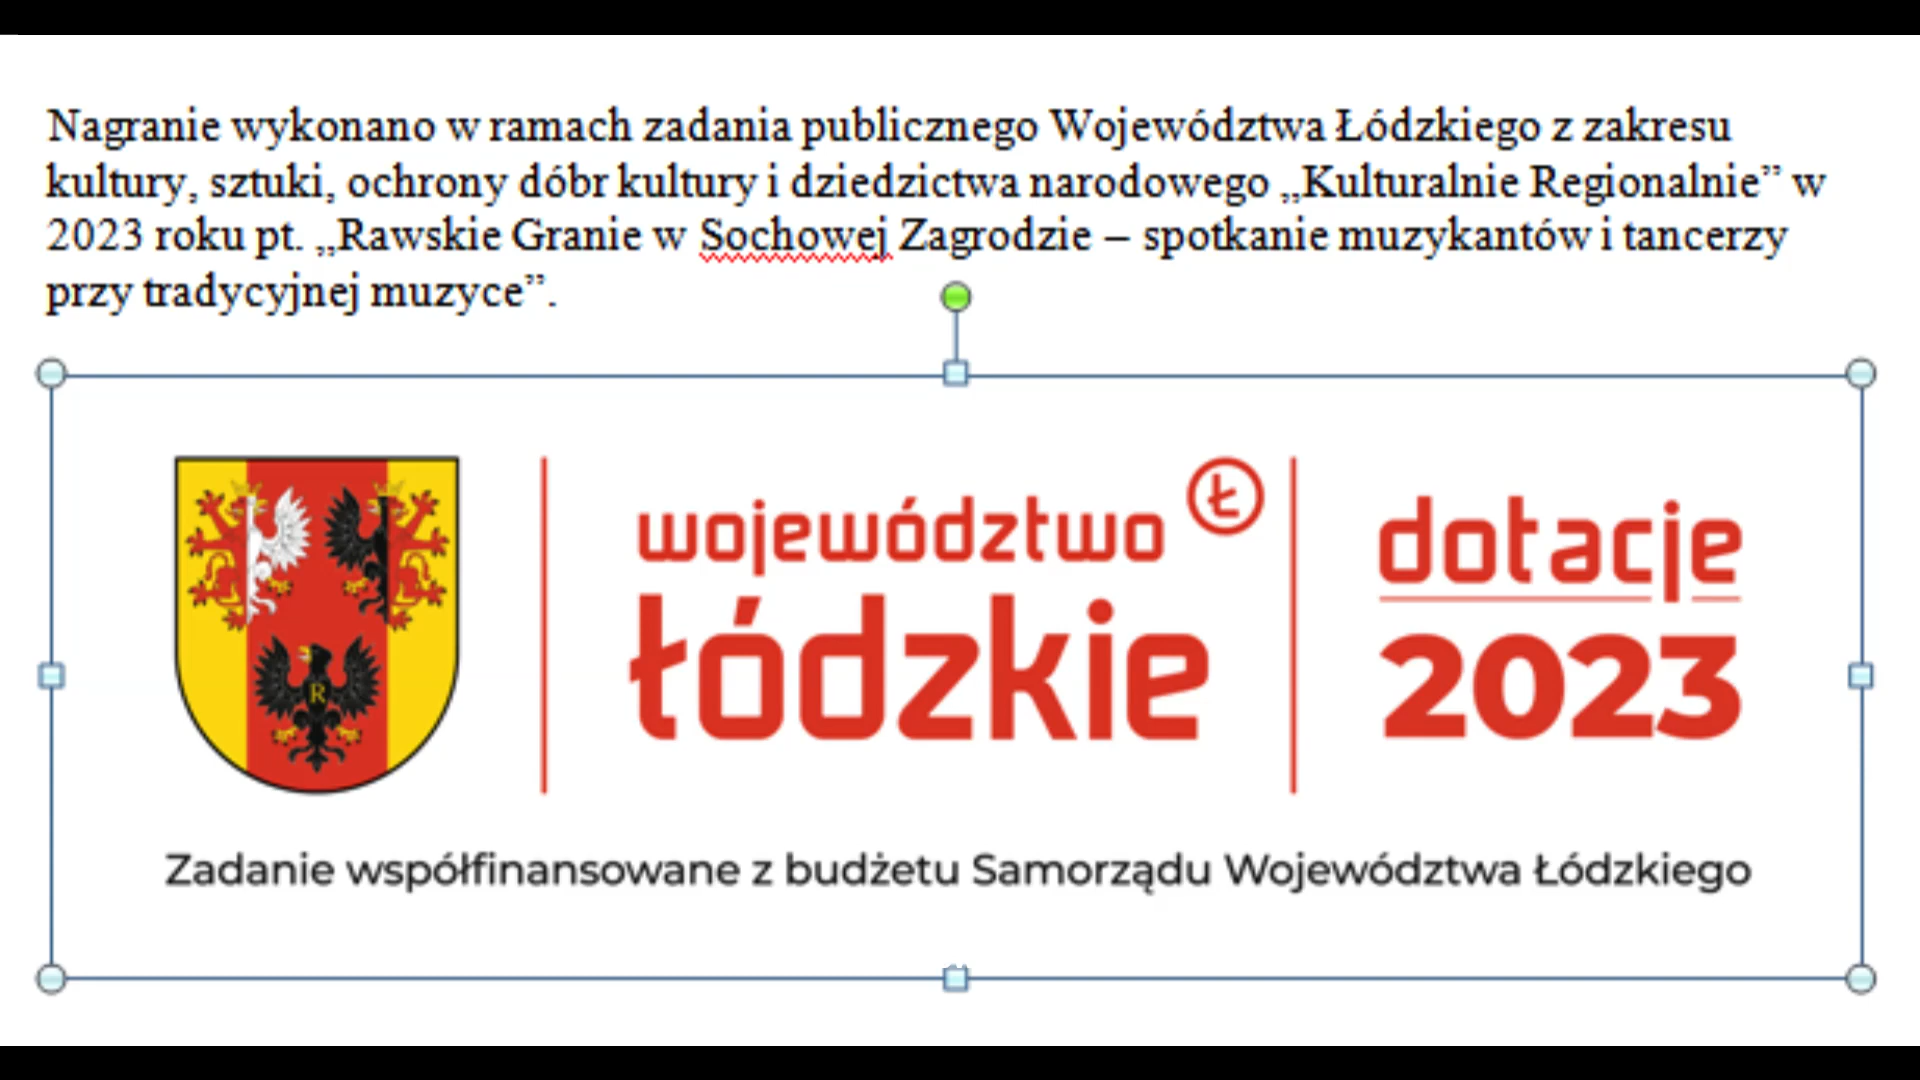 Nagranie wykonano w ramach zadania publicznego Województwa Łódzkiego z zakresu
kultury, sztuki, ochrony dóbr kultury i dziedzictwa narodowego „Kulturalnie Regionalnie” w
2023 roku pt. „Rawskie Granie w Sochowej Zagrodzie – spotkanie muzykantów i tancerzy
przy tradycyjnej muzyce”.
R
województwo Ł
łódzkie
dotacje
2023
Zadanie współfinansowane z budżetu Samorządu Województwa Łódzkiego